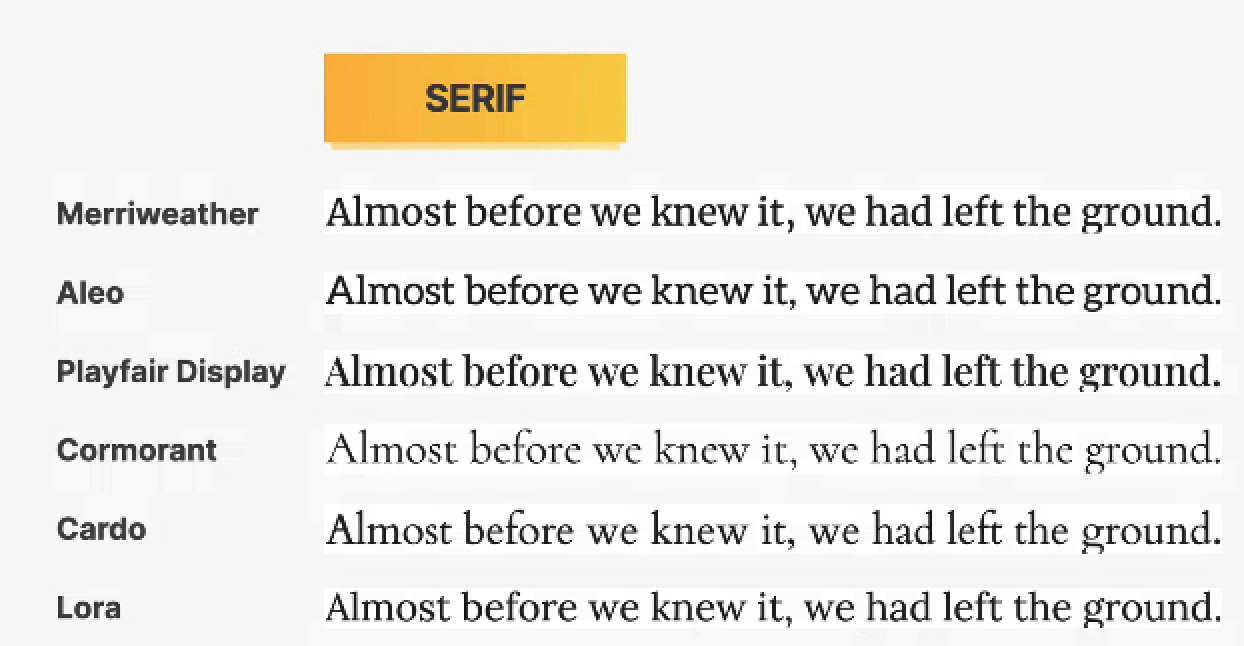 SERIF
Merriweather Almost before we knew it, we had left the ground.
Aleo Almost before we knew it, we had left the ground.
Playfair Display Almost before we knew it, we had left the ground.
Cormorant Almost before we knew it, we had left the ground.
Cardo Almost before we knew it, we had left the ground.
Lora Almost before we knew it, we had left the ground.